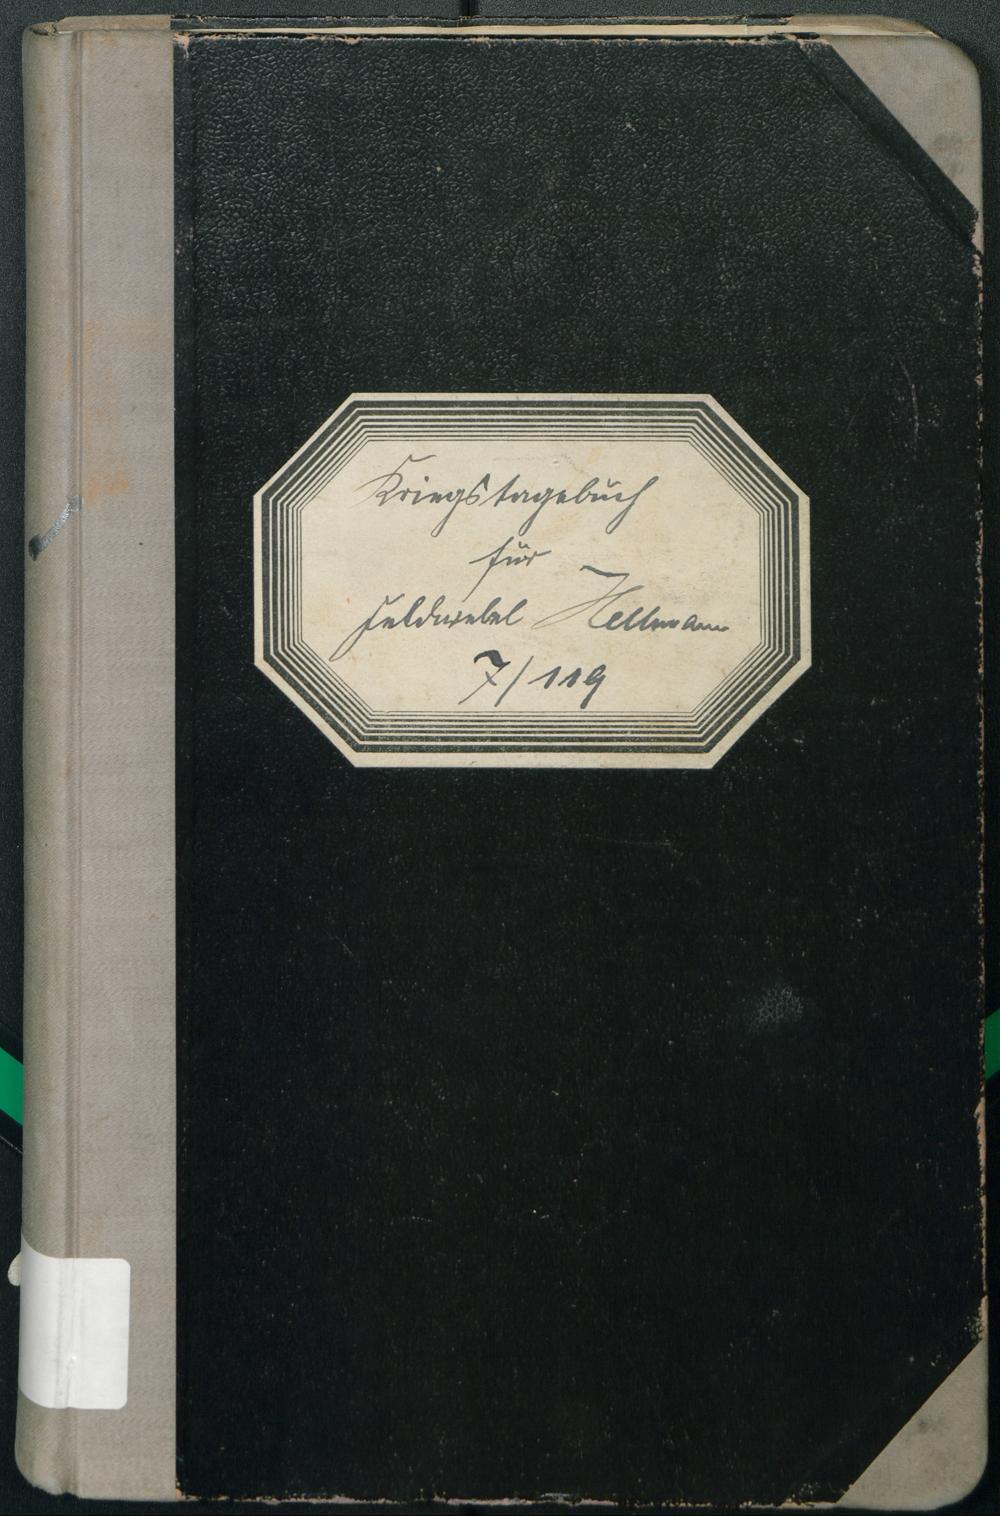 Kriegstagebuch
für
Feldwebel Hellmann
7/119